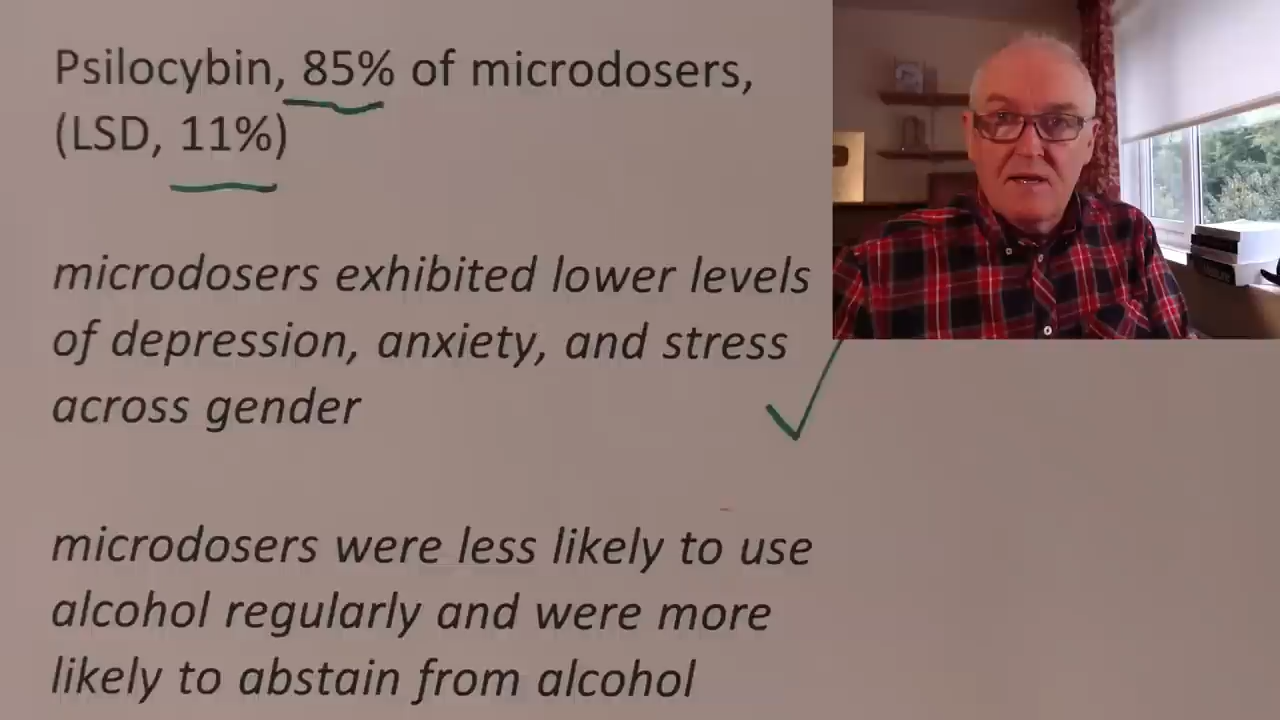 Psilocybin, 85% of microdosers,
(LSD, 11%)
microdosers exhibited lower levels
of depression, anxiety, and stress
across gender
microdosers were less likely to use
alcohol regularly and were more
likely to abstain from alcohol